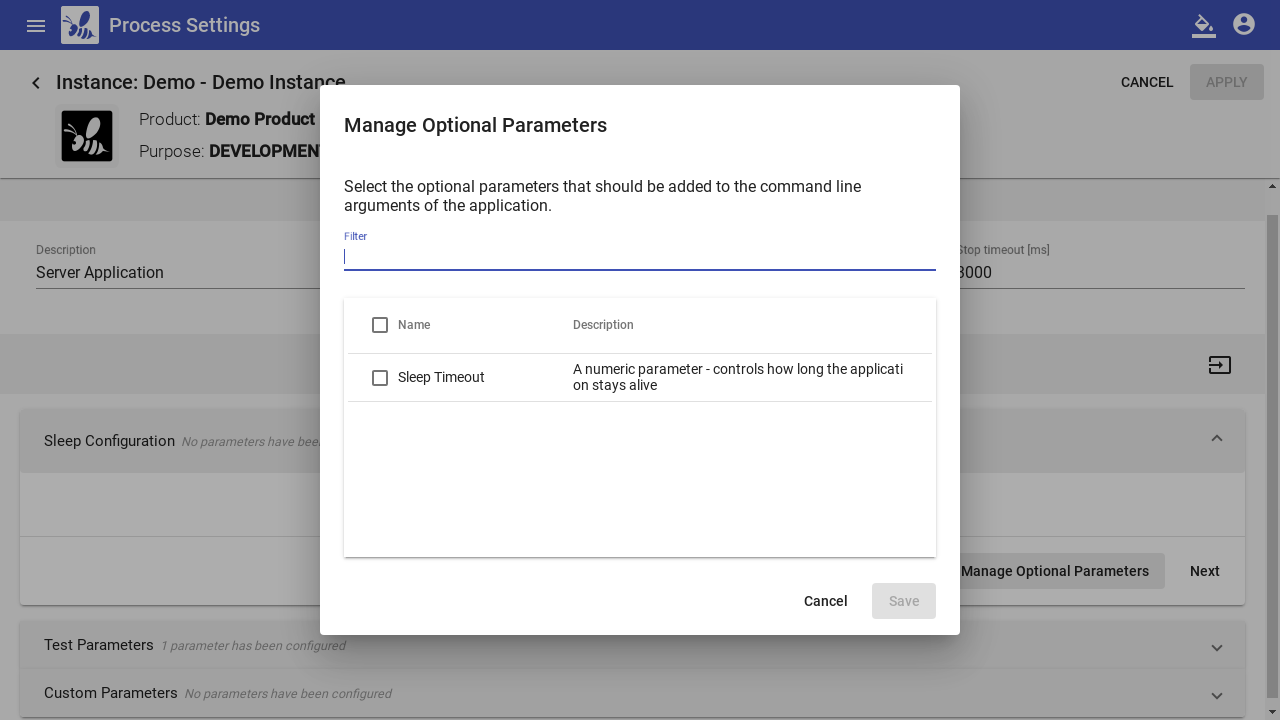 Process Settings
Instance: Demo - Demo Instance
CANCEL
APPLY
Product: Demo Product
Purpose: DEVELOPMENT
Manage Optional Parameters
Select the optional parameters that should be added to the command line
arguments of the application.
Filter
Description
Server Application
Stop timeout [ms]
3000
Name
Description
Sleep Timeout
A numeric parameter - controls how long the applicati
on stays alive
Sleep Configuration No parameters have been
Manage Optional Parameters
Next
Cancel
Save
Test Parameters 1 parameter has been configured
Custom Parameters No parameters have been configured